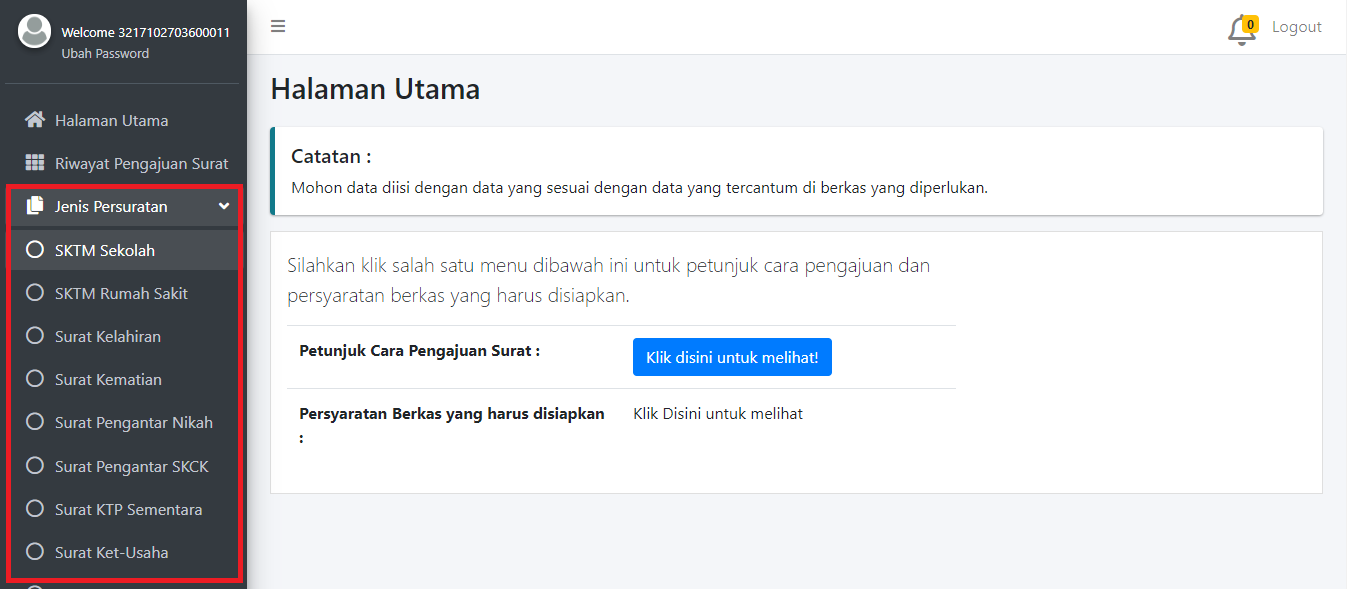 Welcome 3217102703600011
Ubah Password
Halaman Utama
Riwayat Pengajuan Surat
Jenis Persuratan
SKTM Sekolah
SKTM Rumah Sakit
Surat Kelahiran
Surat Kematian
Surat Pengantar Nikah
Surat Pengantar SKCK
Surat KTP Sementara
Surat Ket-Usaha
0
Logout
Halaman Utama
Catatan :
Mohon data diisi dengan data yang sesuai dengan data yang tercantum di berkas yang diperlukan.
Silahkan klik salah satu menu dibawah ini untuk petunjuk cara pengajuan dan
persyaratan berkas yang harus disiapkan.
Petunjuk Cara Pengajuan Surat :
Klik disini untuk melihat!
Persyaratan Berkas yang harus disiapkan
:
Klik Disini untuk melihat